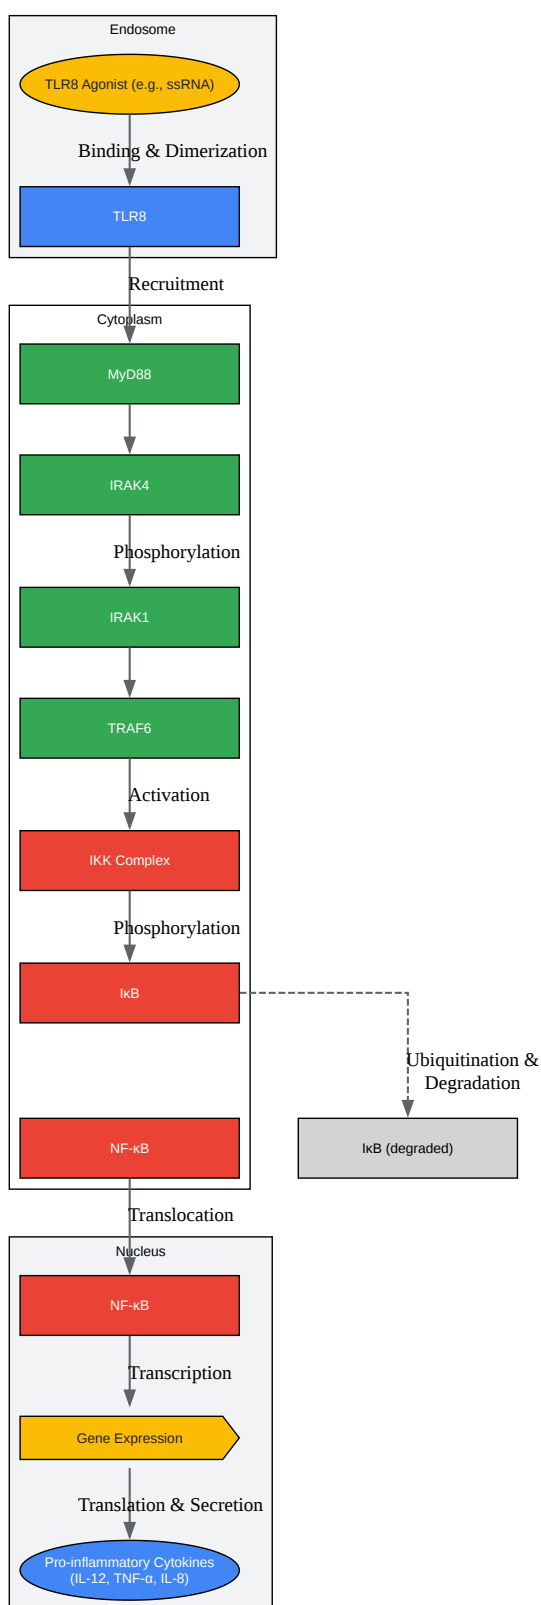 Endosome
TLR8 Agonist (e.g., ssRNA)
Binding & Dimerization
TLR8
Recruitment
Cytoplasm
MyD88
IRAK4
Phosphorylation
IRAK1
TRAF6
Activation
IKK Complex
Phosphorylation
IκB
Ubiquitination &
Degradation
NF-κB
IκB (degraded)
Translocation
Nucleus
NF-κB
Transcription
Gene Expression
Translation & Secretion
Pro-inflammatory Cytokines
(IL-12, TNF-α, IL-8)